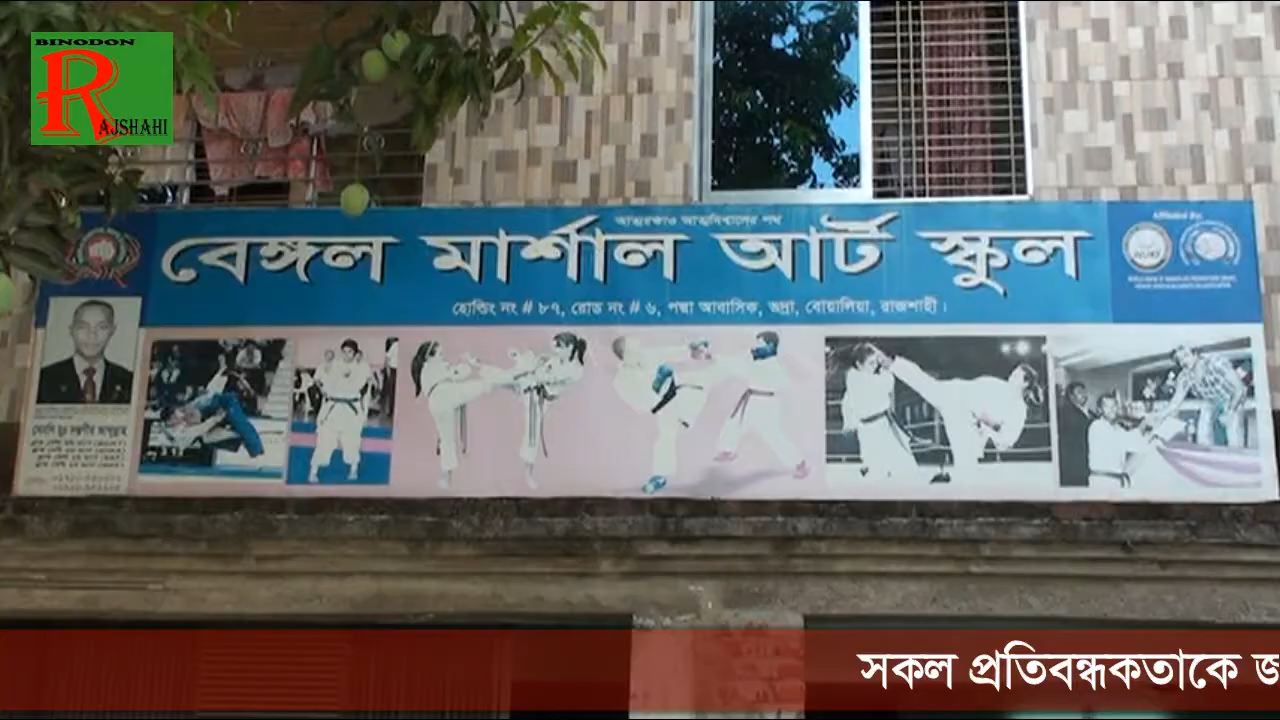 BINODON
RAJSHAHI
আত্মরক্ষাও আত্মবিশ্বাসের পথ
বেঙ্গল মার্শাল আর্ট স্কুল
হোল্ডিং নং # ৮৭, রোড নং # ৬, পদ্মা আবাসিক, ভদ্রা, বোয়ালিয়া, রাজশাহী।
Affiliated By:
WUKF
সকল প্রতিবন্ধকতাকে জ